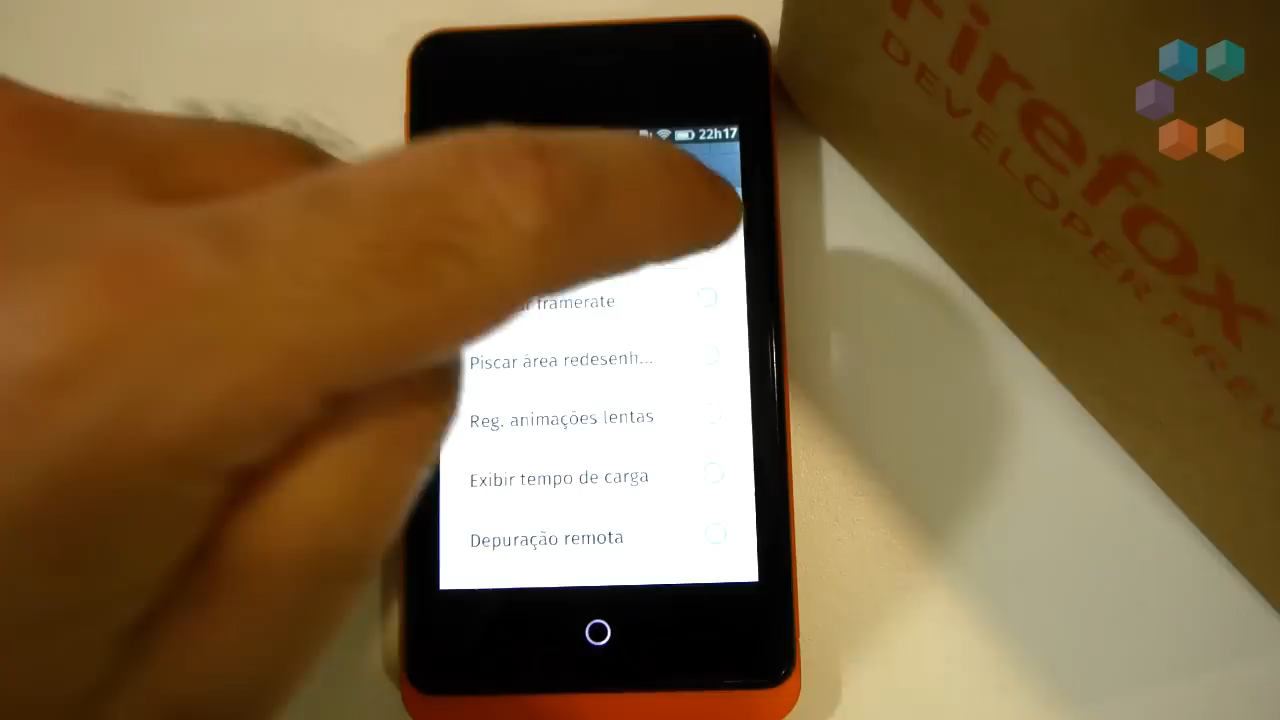 22h17
Firefox
DEVELOPER
framerate
Piscar área redesenh...
Reg. animações lentas
Exibir tempo de carga
Depuração remota